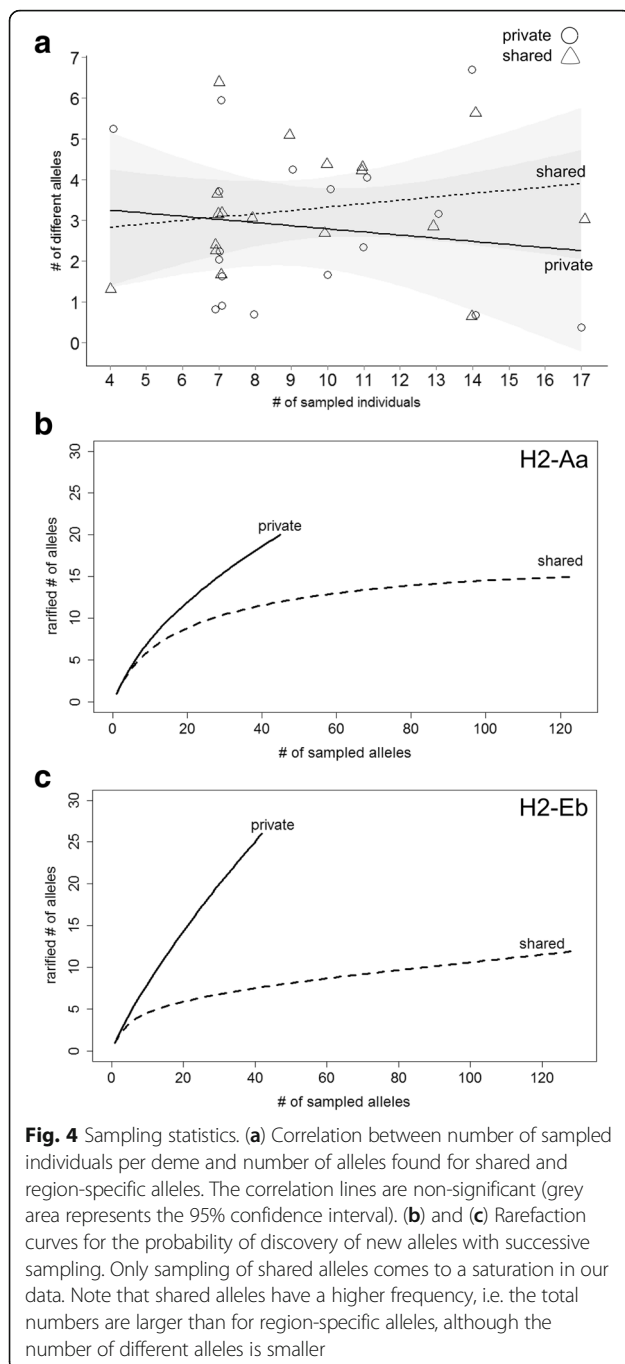 a
private
shared
7
6
5
4
3
2
1
0
# of different alleles
shared
private
4 5 6 7 8 9 10 11 12 13 14 15 16 17
# of sampled individuals
b
H2-Aa
30
25
20
15
10
5
0
rarified # of alleles
private
shared
0 20 40 60 80 100 120
# of sampled alleles
c
H2-Eb
30
25
20
15
10
5
0
rarified # of alleles
private
shared
0 20 40 60 80 100 120
# of sampled alleles
Fig. 4 Sampling statistics. (a) Correlation between number of sampled
individuals per deme and number of alleles found for shared and
region-specific alleles. The correlation lines are non-significant (grey
area represents the 95% confidence interval). (b) and (c) Rarefaction
curves for the probability of discovery of new alleles with successive
sampling. Only sampling of shared alleles comes to a saturation in our
data. Note that shared alleles have a higher frequency, i.e. the total
numbers are larger than for region-specific alleles, although the
number of different alleles is smaller